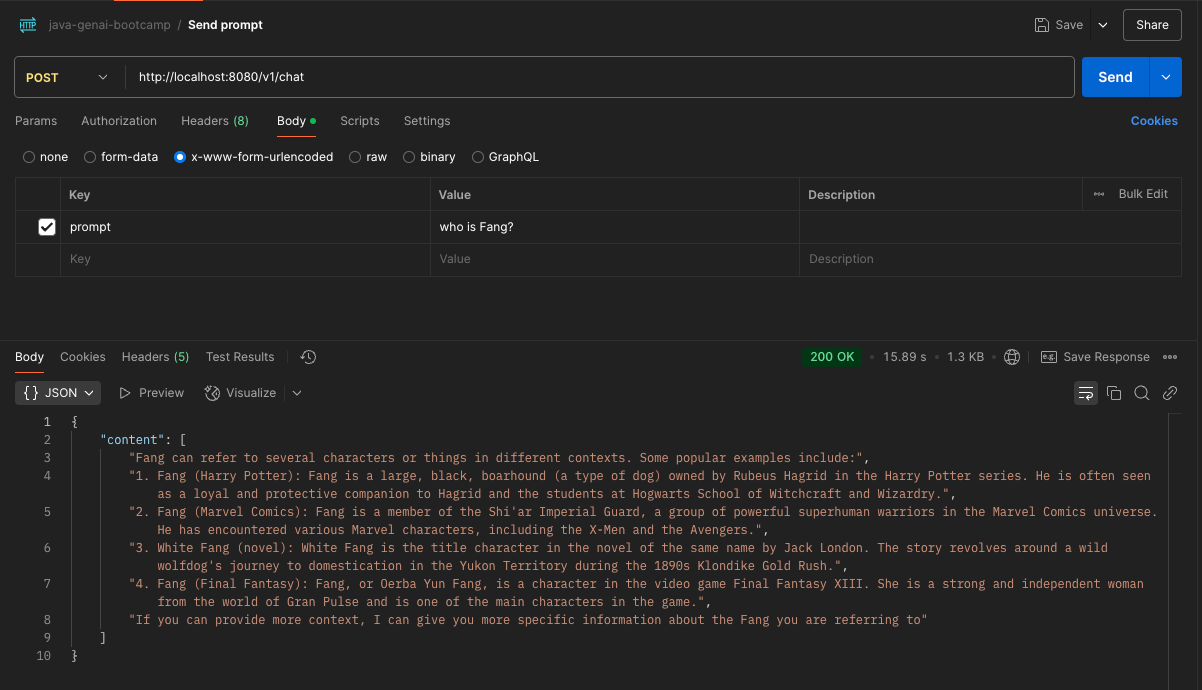 HTTP java-genai-bootcamp / Send prompt Save Share
POST http://localhost:8080/v1/chat Send
Params Authorization Headers (8) Body Scripts Settings Cookies
none form-data x-www-form-urlencoded raw binary GraphQL
Key Value Description Bulk Edit
prompt who is Fang?
Key Value Description
Body Cookies Headers (5) Test Results 200 OK • 15.89 s • 1.3 KB • e.g. Save Response
{} JSON Preview Visualize
1 {
2 "content": [
3 "Fang can refer to several characters or things in different contexts. Some popular examples include:",
4 "1. Fang (Harry Potter): Fang is a large, black, boarhound (a type of dog) owned by Rubeus Hagrid in the Harry Potter series. He is often seen
as a loyal and protective companion to Hagrid and the students at Hogwarts School of Witchcraft and Wizardry.",
5 "2. Fang (Marvel Comics): Fang is a member of the Shi'ar Imperial Guard, a group of powerful superhuman warriors in the Marvel Comics universe.
He has encountered various Marvel characters, including the X-Men and the Avengers.",
6 "3. White Fang (novel): White Fang is the title character in the novel of the same name by Jack London. The story revolves around a wild
wolfdog's journey to domestication in the Yukon Territory during the 1890s Klondike Gold Rush.",
7 "4. Fang (Final Fantasy): Fang, or Oerba Yun Fang, is a character in the video game Final Fantasy XIII. She is a strong and independent woman
from the world of Gran Pulse and is one of the main characters in the game.",
8 "If you can provide more context, I can give you more specific information about the Fang you are referring to"
9 ]
10 }